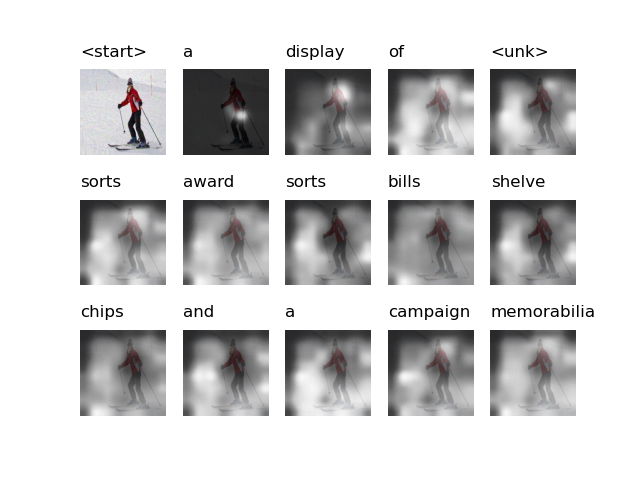 <start> a display of <unk>
sorts award sorts bills shelve
chips and a campaign memorabilia